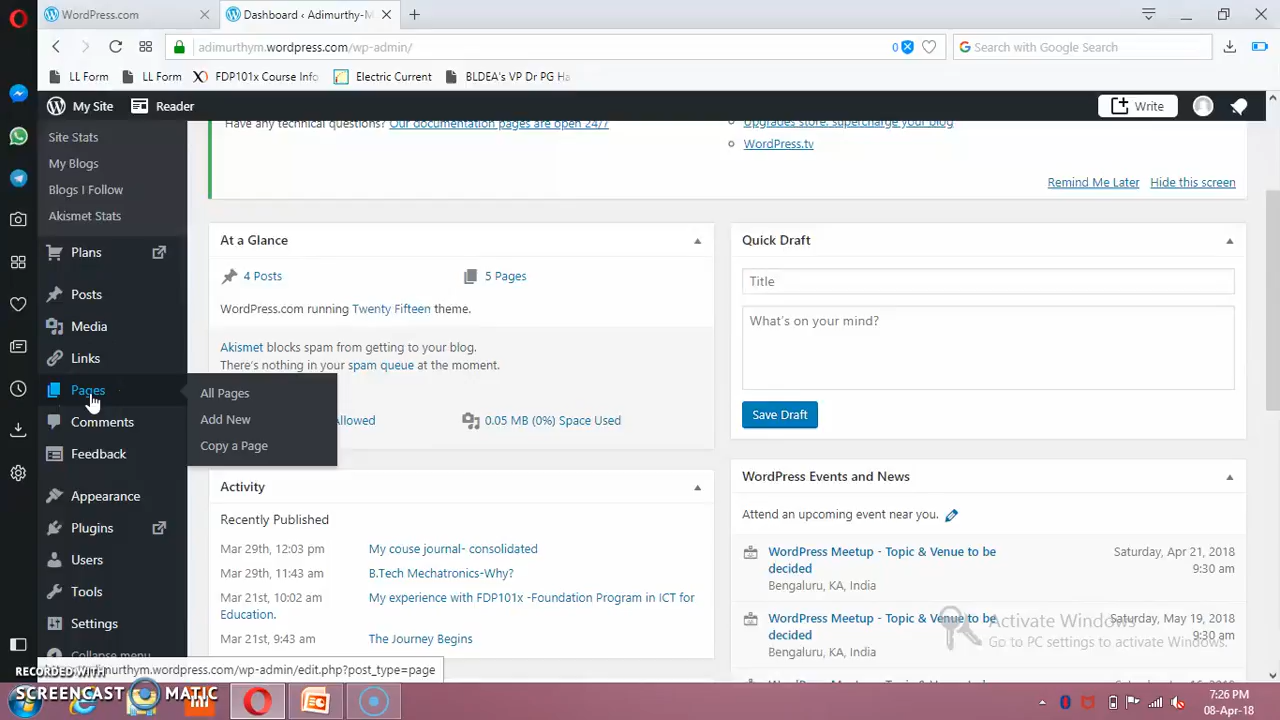 WordPress.com
Dashboard ‹ Adimurthy-M
adimurthym.wordpress.com/wp-admin/
0
Search with Google Search
LL Form
LL Form
FDP101x Course Info
Electric Current
BLDEA's VP Dr PG Ha
My Site
Reader
Write
Site Stats
My Blogs
Blogs I Follow
Akismet Stats
Plans
Posts
Media
Links
Pages
Comments
Feedback
Appearance
Plugins
Users
Tools
Settings
Collapse menu
All Pages
Add New
Copy a Page
Have any technical questions? Our documentation pages are open 24/7
Upgrades store, supercharge your blog
WordPress.tv
Remind Me Later
Hide this screen
At a Glance
4 Posts
5 Pages
WordPress.com running Twenty Fifteen theme.
Akismet blocks spam from getting to your blog.
There's nothing in your spam queue at the moment.
Allowed
0.05 MB (0%) Space Used
Activity
Recently Published
Mar 29th, 12:03 pm
My couse journal- consolidated
Mar 29th, 11:43 am
B.Tech Mechatronics-Why?
Mar 21st, 10:02 am
My experience with FDP101x -Foundation Program in ICT for
Education.
Mar 21st, 9:43 am
The Journey Begins
Quick Draft
Title
What's on your mind?
Save Draft
WordPress Events and News
Attend an upcoming event near you.
WordPress Meetup - Topic & Venue to be
decided
Bengaluru, KA, India
Saturday, Apr 21, 2018
9:30 am
WordPress Meetup - Topic & Venue to be
decided
Bengaluru, KA, India
Saturday, May 19, 2018
9:30 am
Activate Windows
Go to PC settings to activate Windows.
murthym.wordpress.com/wp-admin/edit.php?post_type=page
RECORDED WITH
SCREENCAST MATIC
7:26 PM
08-Apr-18